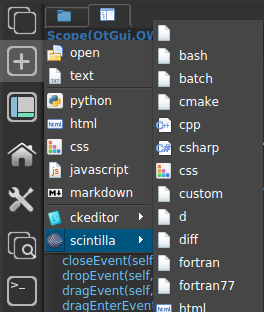 Scope(QtGui.QW
open
text
python
html
css
javascript
markdown
ckeditor
scintilla
closeEvent(self
dropEvent(self,
dragEvent(self,
dragEnterEvent
bash
batch
cmake
cpp
csharp
css
custom
d
diff
fortran
fortran77
html